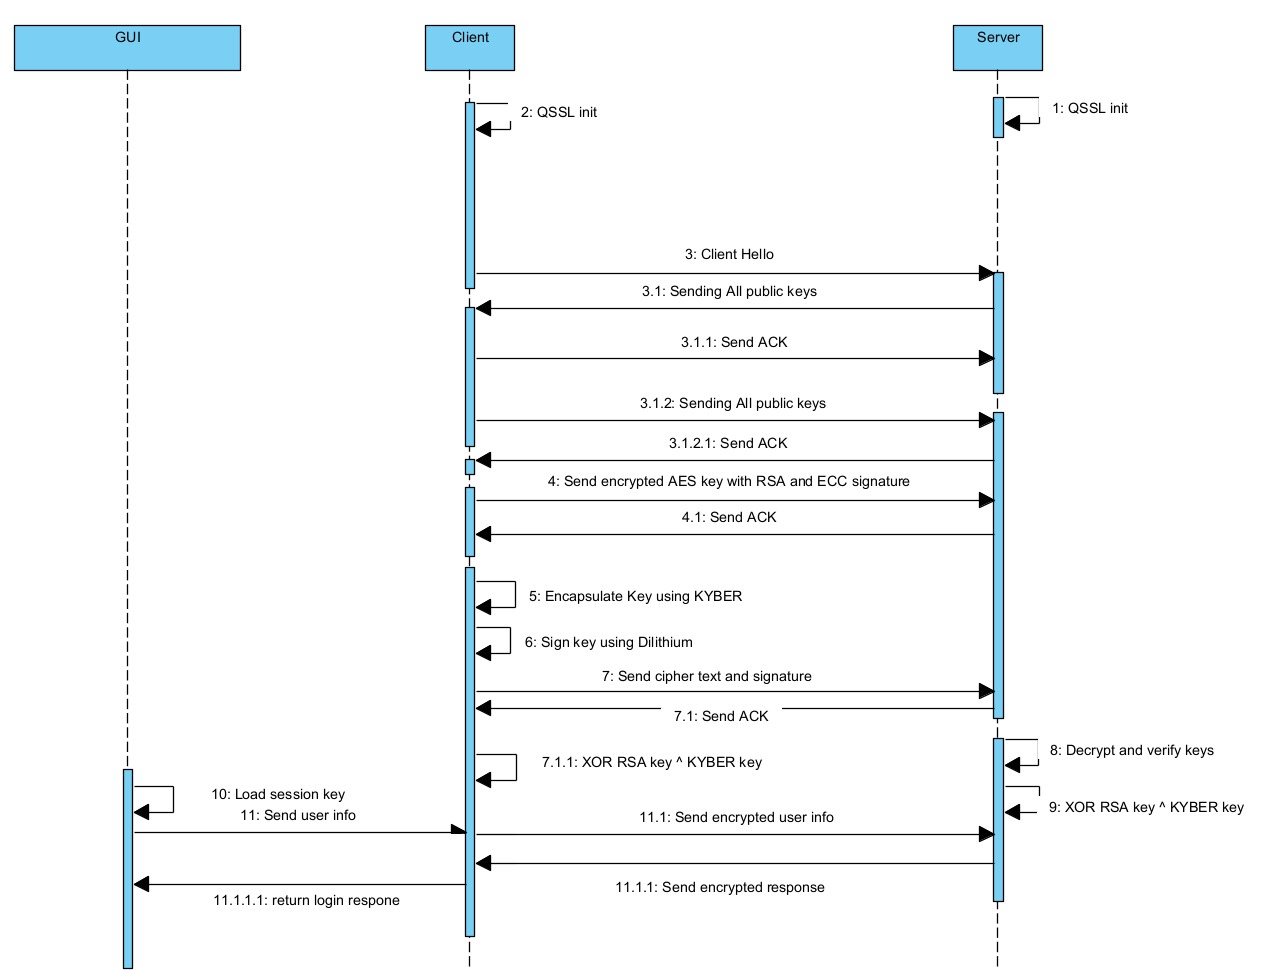 GUI
Client
Server
2: QSSL init
1: QSSL init
3: Client Hello
3.1: Sending All public keys
3.1.1: Send ACK
3.1.2: Sending All public keys
3.1.2.1: Send ACK
4: Send encrypted AES key with RSA and ECC signature
4.1: Send ACK
5: Encapsulate Key using KYBER
6: Sign key using Dilithium
7: Send cipher text and signature
7.1: Send ACK
8: Decrypt and verify keys
7.1.1: XOR RSA key ^ KYBER key
10: Load session key
9: XOR RSA key ^ KYBER key
11: Send user info
11.1: Send encrypted user info
11.1.1: Send encrypted response
11.1.1.1: return login respone